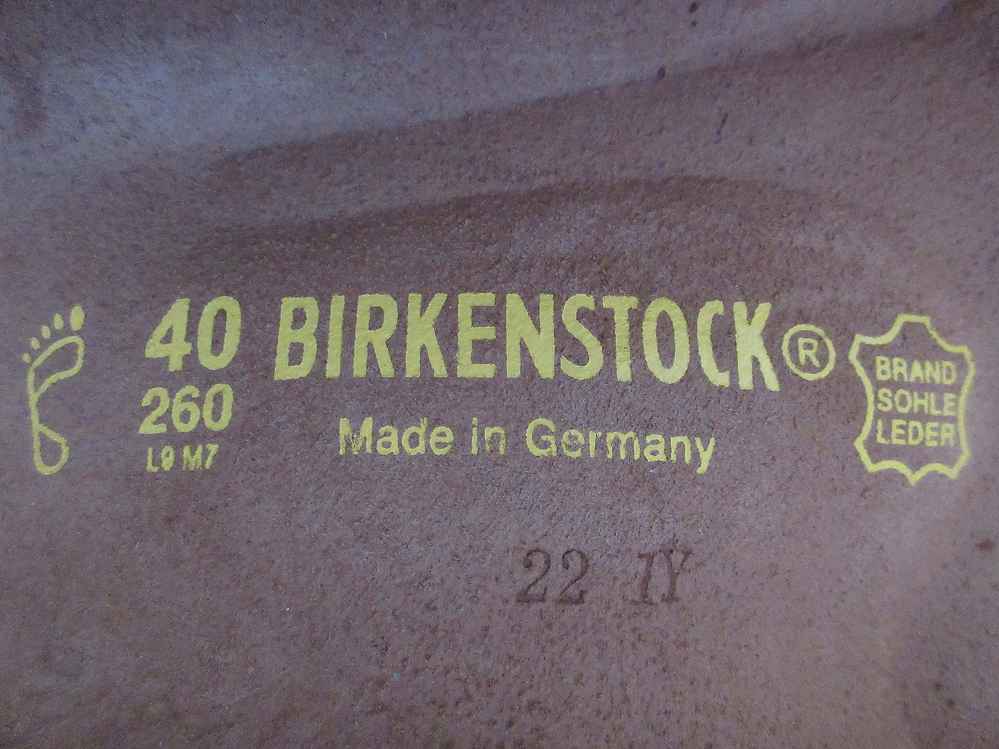 40 BIRKENSTOCK®
260
L9 M7
Made in Germany
BRAND
SOHLE
LEDER
22 IY